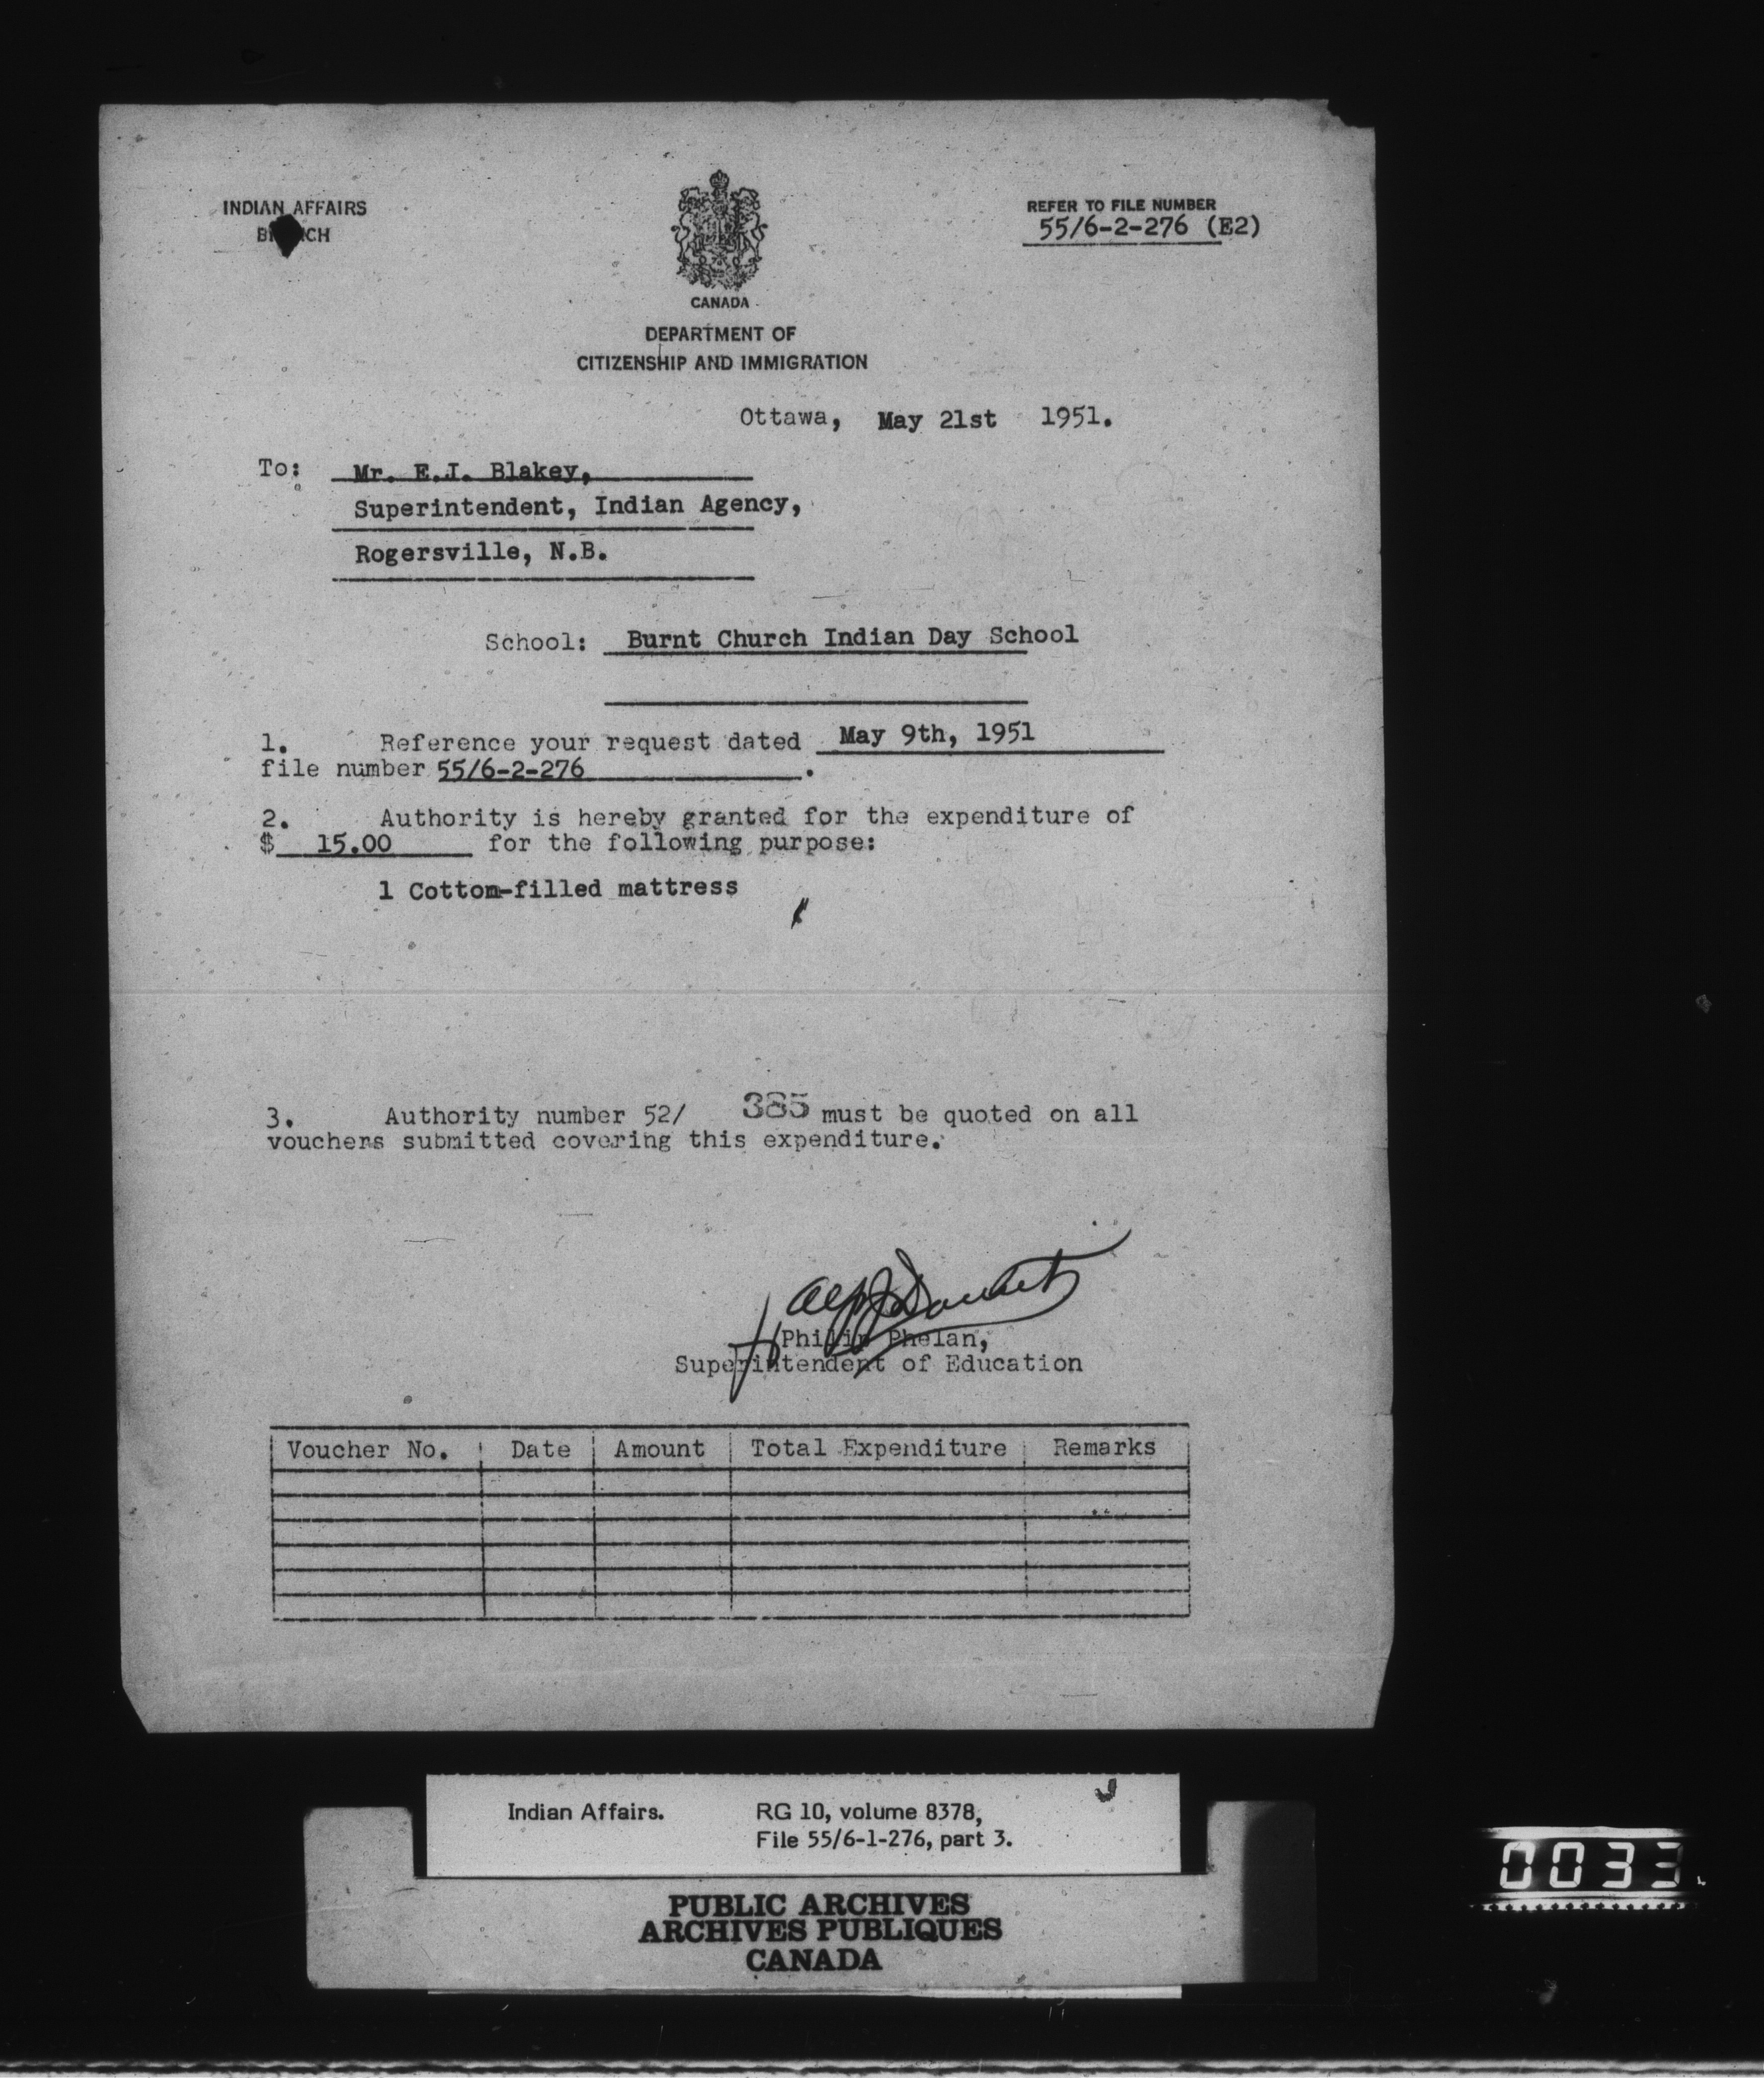 INDIAN AFFAIRS
BRANCH
REFER TO FILE NUMBER
55/6-2-276 (E2)
CANADA
DEPARTMENT OF
CITIZENSHIP AND IMMIGRATION
Ottawa, May 21st 1951.
To: Mr. E.I. Blakey,
Superintendent, Indian Agency,
Rogersville, N.B.
School: Burnt Church Indian Day School
1. Reference your request dated May 9th, 1951
file number 55/6-2-276 .
2. Authority is hereby granted for the expenditure of
$ 15.00 for the following purpose:
1 Cotton-filled mattress
3. Authority number 52/ 385 must be quoted on all
vouchers submitted covering this expenditure.
Philip Phelan,
Superintendent of Education
Voucher No. Date Amount Total Expenditure Remarks
Indian Affairs. RG 10, volume 8378,
File 55/6-1-276, part 3.
PUBLIC ARCHIVES
ARCHIVES PUBLIQUES
CANADA
0033